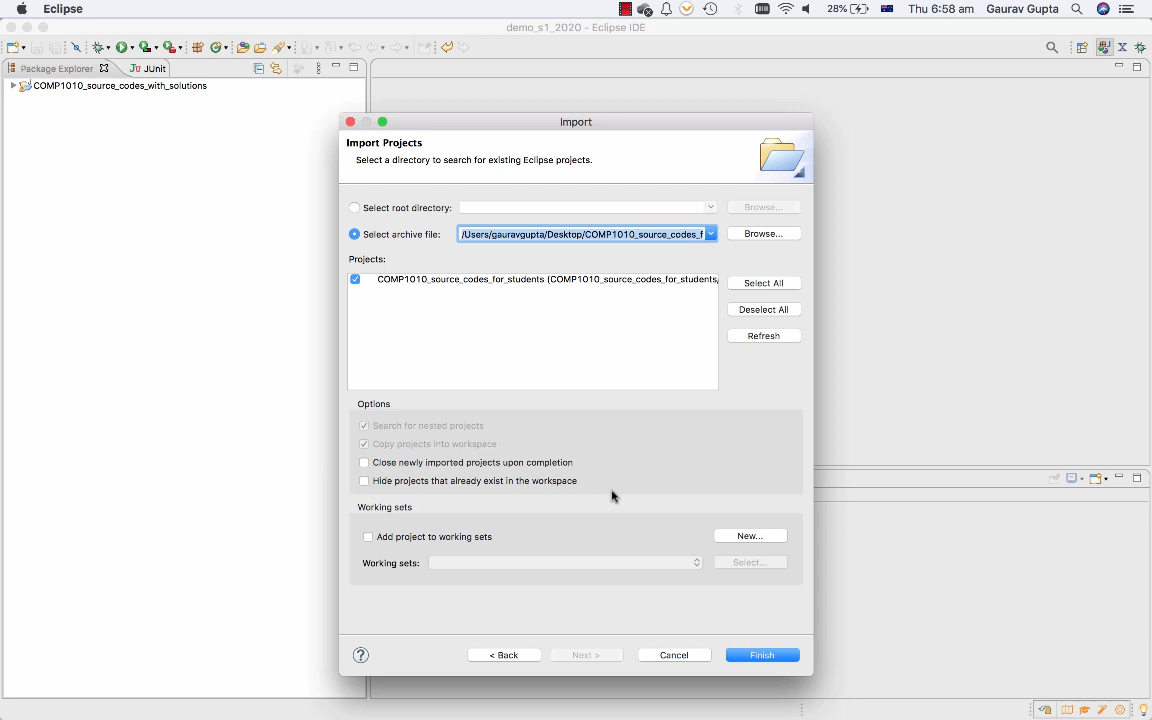 Eclipse
28%
Thu 6:58 am
Gaurav Gupta
demo_s1_2020 - Eclipse IDE
Package Explorer
JUnit
COMP1010_source_codes_with_solutions
Import
Import Projects
Select a directory to search for existing Eclipse projects.
Select root directory:
Browse...
Select archive file:
/Users/gauravgupta/Desktop/COMP1010_source_codes_f
Browse...
Projects:
COMP1010_source_codes_for_students (COMP1010_source_codes_for_students,
Select All
Deselect All
Refresh
Options
Search for nested projects
Copy projects into workspace
Close newly imported projects upon completion
Hide projects that already exist in the workspace
Working sets
Add project to working sets
New...
Working sets:
Select...
?
< Back
Next >
Cancel
Finish